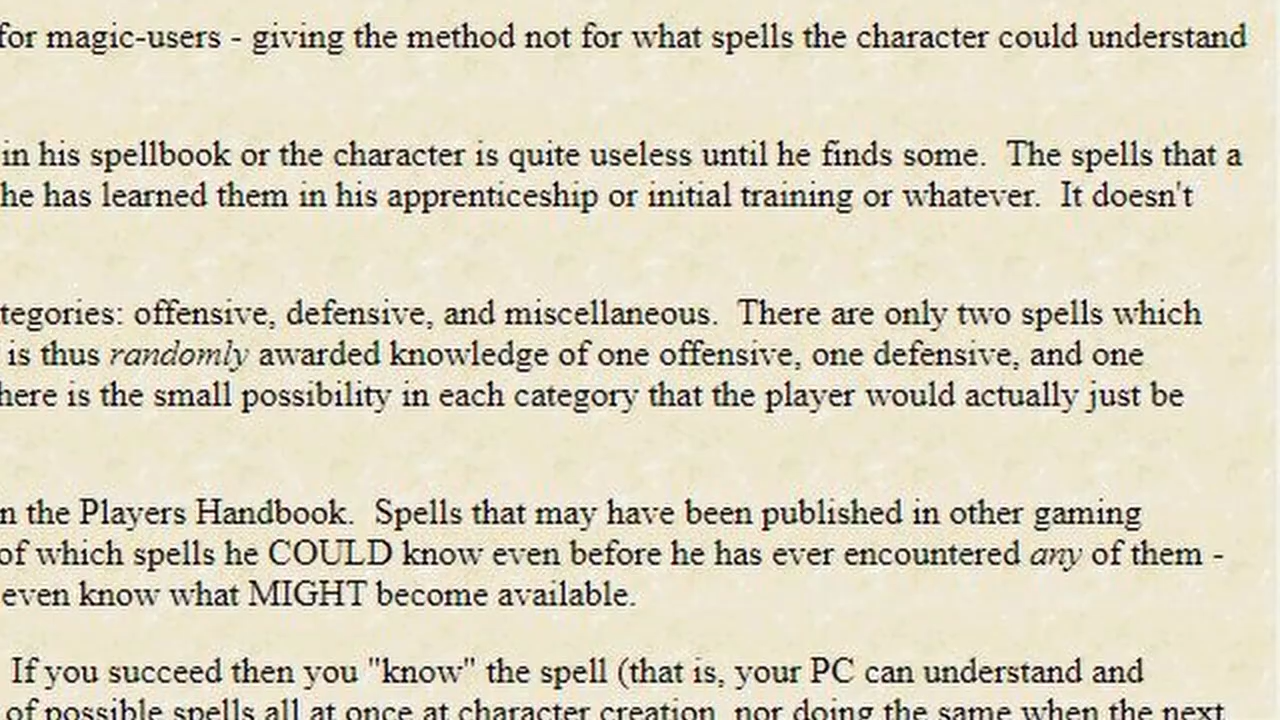 for magic-users - giving the method not for what spells the character could understand
in his spellbook or the character is quite useless until he finds some.  The spells that a
he has learned them in his apprenticeship or initial training or whatever.  It doesn't
tegories: offensive, defensive, and miscellaneous.  There are only two spells which
is thus randomly awarded knowledge of one offensive, one defensive, and one
here is the small possibility in each category that the player would actually just be
n the Players Handbook.  Spells that may have been published in other gaming
of which spells he COULD know even before he has ever encountered any of them -
even know what MIGHT become available.
If you succeed then you "know" the spell (that is, your PC can understand and
of possible spells all at once at character creation, nor doing the same when the next